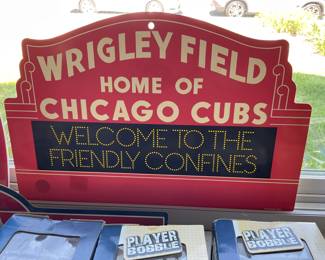 WRIGLEY FIELD
HOME OF
CHICAGO CUBS
WELCOME TO THE
FRIENDLY CONFINES
PLAYER
BOBBLE
PLAYER
BOBBLE